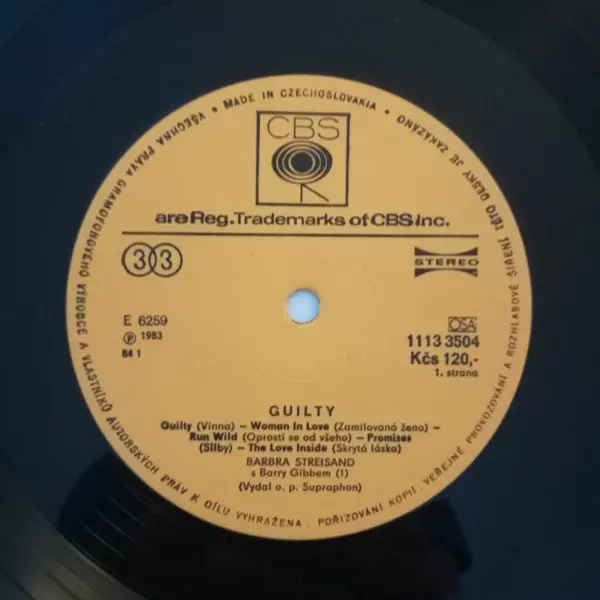 VŠECHNA PRÁVA GRAMOFONOVÉHO VÝROBCE A VLASTNÍKŮ AUTORSKÝCH PRÁV K DÍLU VYHRAŽENA. POŘIZOVÁNÍ KOPIÍ, VEŘEJNÉ PROVOZOVÁNÍ A ROZHLASOVÉ ŠÍŘENÍ TÉTO DESKY JE ZAKÁZÁNO
• MADE IN CZECHOSLOVAKIA •
CBS
are Reg. Trademarks of CBS Inc.
33
STEREO
E 6259
℗ 1983
84 1
OSA
1113 3504
Kčs 120,-
1. strana
GUILTY
Guilty (Vinna) – Woman In Love (Zamilovaná žena) –
Run Wild (Oprosti se od všeho) – Promises
(Sliby) – The Love Inside (Skrytá láska)
BARBRA STREISAND
s Barry Gibbem (1)
(Vydal o. p. Supraphon)